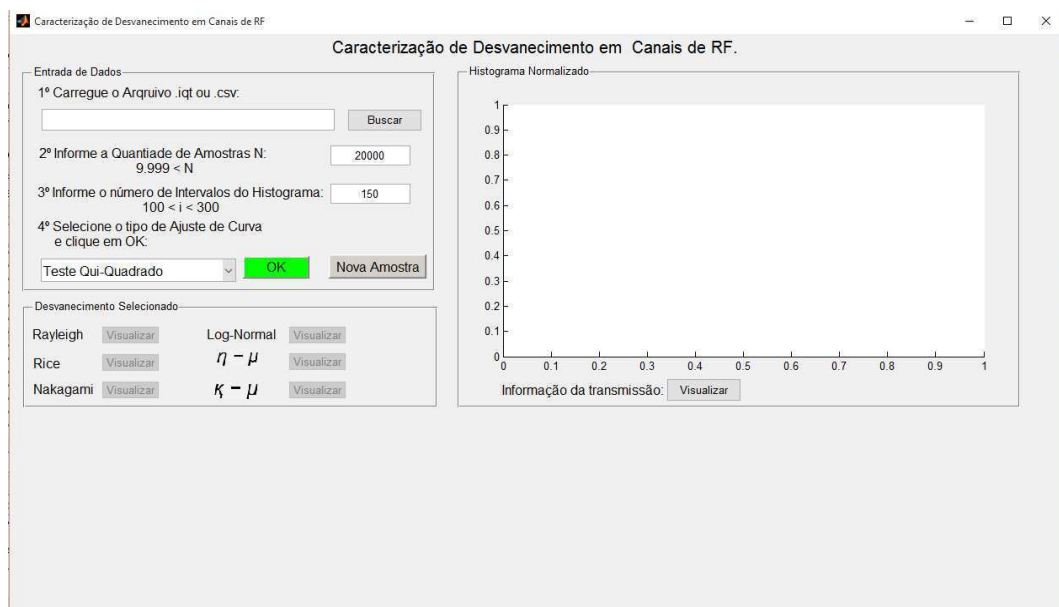 Caracterização de Desvanecimento em Canais de RF
Caracterização de Desvanecimento em Canais de RF.
Entrada de Dados
1º Carregue o Arqruivo .iqt ou .csv:
Buscar
2º Informe a Quantiade de Amostras N:
20000
9.999 < N
3º Informe o número de Intervalos do Histograma:
150
100 < i < 300
4º Selecione o tipo de Ajuste de Curva
e clique em OK:
Teste Qui-Quadrado
OK
Nova Amostra
Desvanecimento Selecionado
Rayleigh Visualizar Log-Normal Visualizar
Rice Visualizar η − μ Visualizar
Nakagami Visualizar Ϗ − μ Visualizar
Histograma Normalizado
1
0.9
0.8
0.7
0.6
0.5
0.4
0.3
0.2
0.1
0
0 0.1 0.2 0.3 0.4 0.5 0.6 0.7 0.8 0.9 1
Informação da transmissão: Visualizar